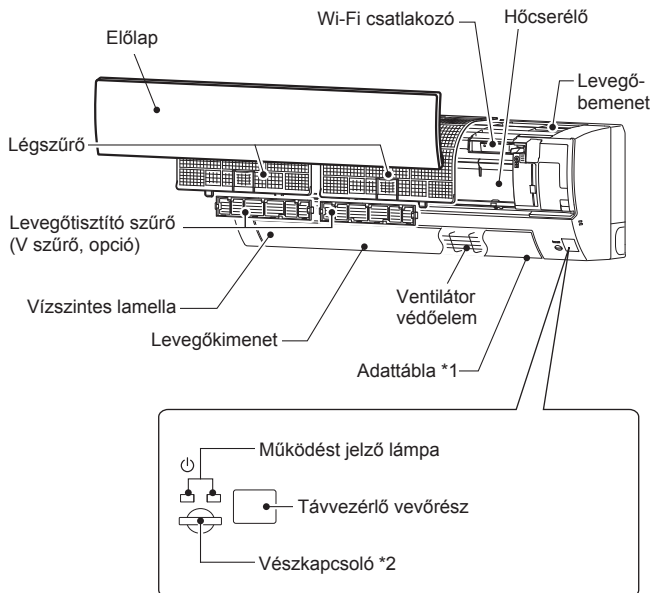 Wi-Fi csatlakozó
Hőcserélő
Előlap
Levegő-
bemenet
Légszűrő
Levegőtisztító szűrő
(V szűrő, opció)
Vízszintes lamella
Ventilátor
védőelem
Levegőkimenet
Adattábla *1
Működést jelző lámpa
Távvezérlő vevőrész
Vészkapcsoló *2